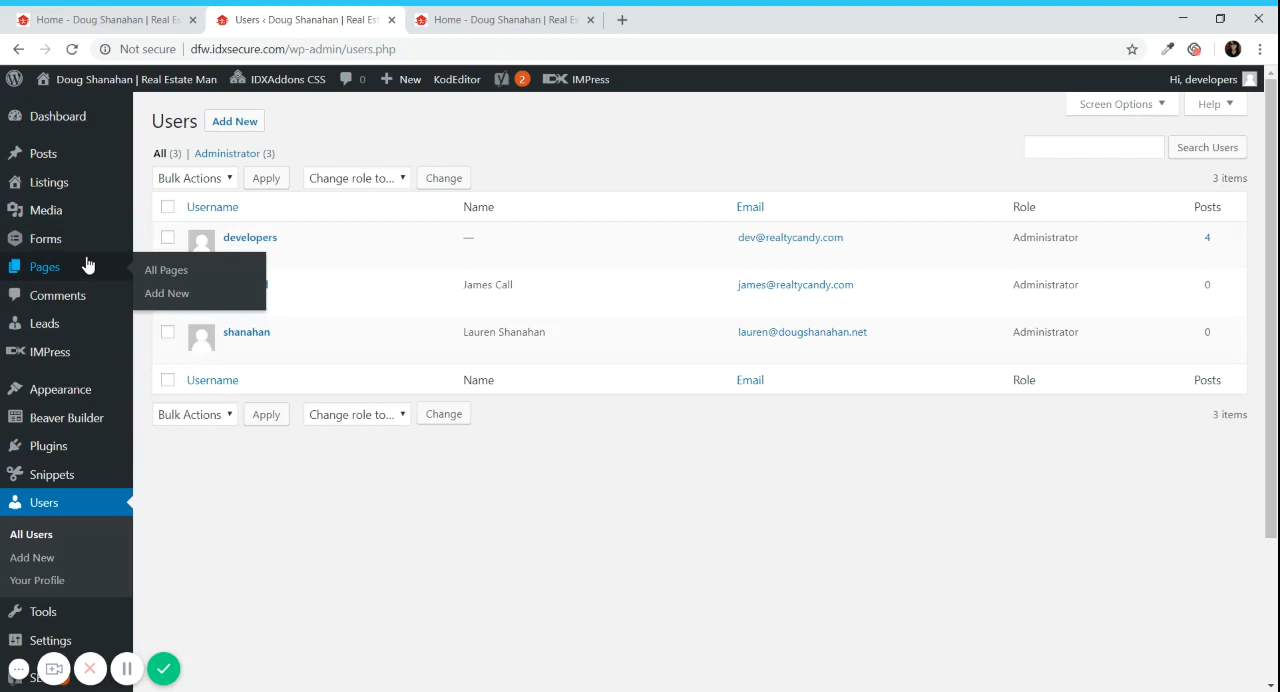 Home - Doug Shanahan | Real Es
Users ‹ Doug Shanahan | Real Est
Home - Doug Shanahan | Real Es
Not secure | dfw.idxsecure.com/wp-admin/users.php
Doug Shanahan | Real Estate Man
IDXAddons CSS
0
New
KodEditor
2
IDX IMPress
Hi, developers
Dashboard
Posts
Listings
Media
Forms
Pages
Comments
Leads
IDX IMPress
Appearance
Beaver Builder
Plugins
Snippets
Users
All Users
Add New
Your Profile
Tools
Settings
All Pages
Add New
Screen Options
Help
Users
Add New
All (3) | Administrator (3)
Search Users
Bulk Actions
Apply
Change role to...
Change
3 items
Username Name Email Role Posts
developers — dev@realtycandy.com Administrator 4
James Call james@realtycandy.com Administrator 0
shanahan Lauren Shanahan lauren@dougshanahan.net Administrator 0
Username Name Email Role Posts
Bulk Actions
Apply
Change role to...
Change
3 items